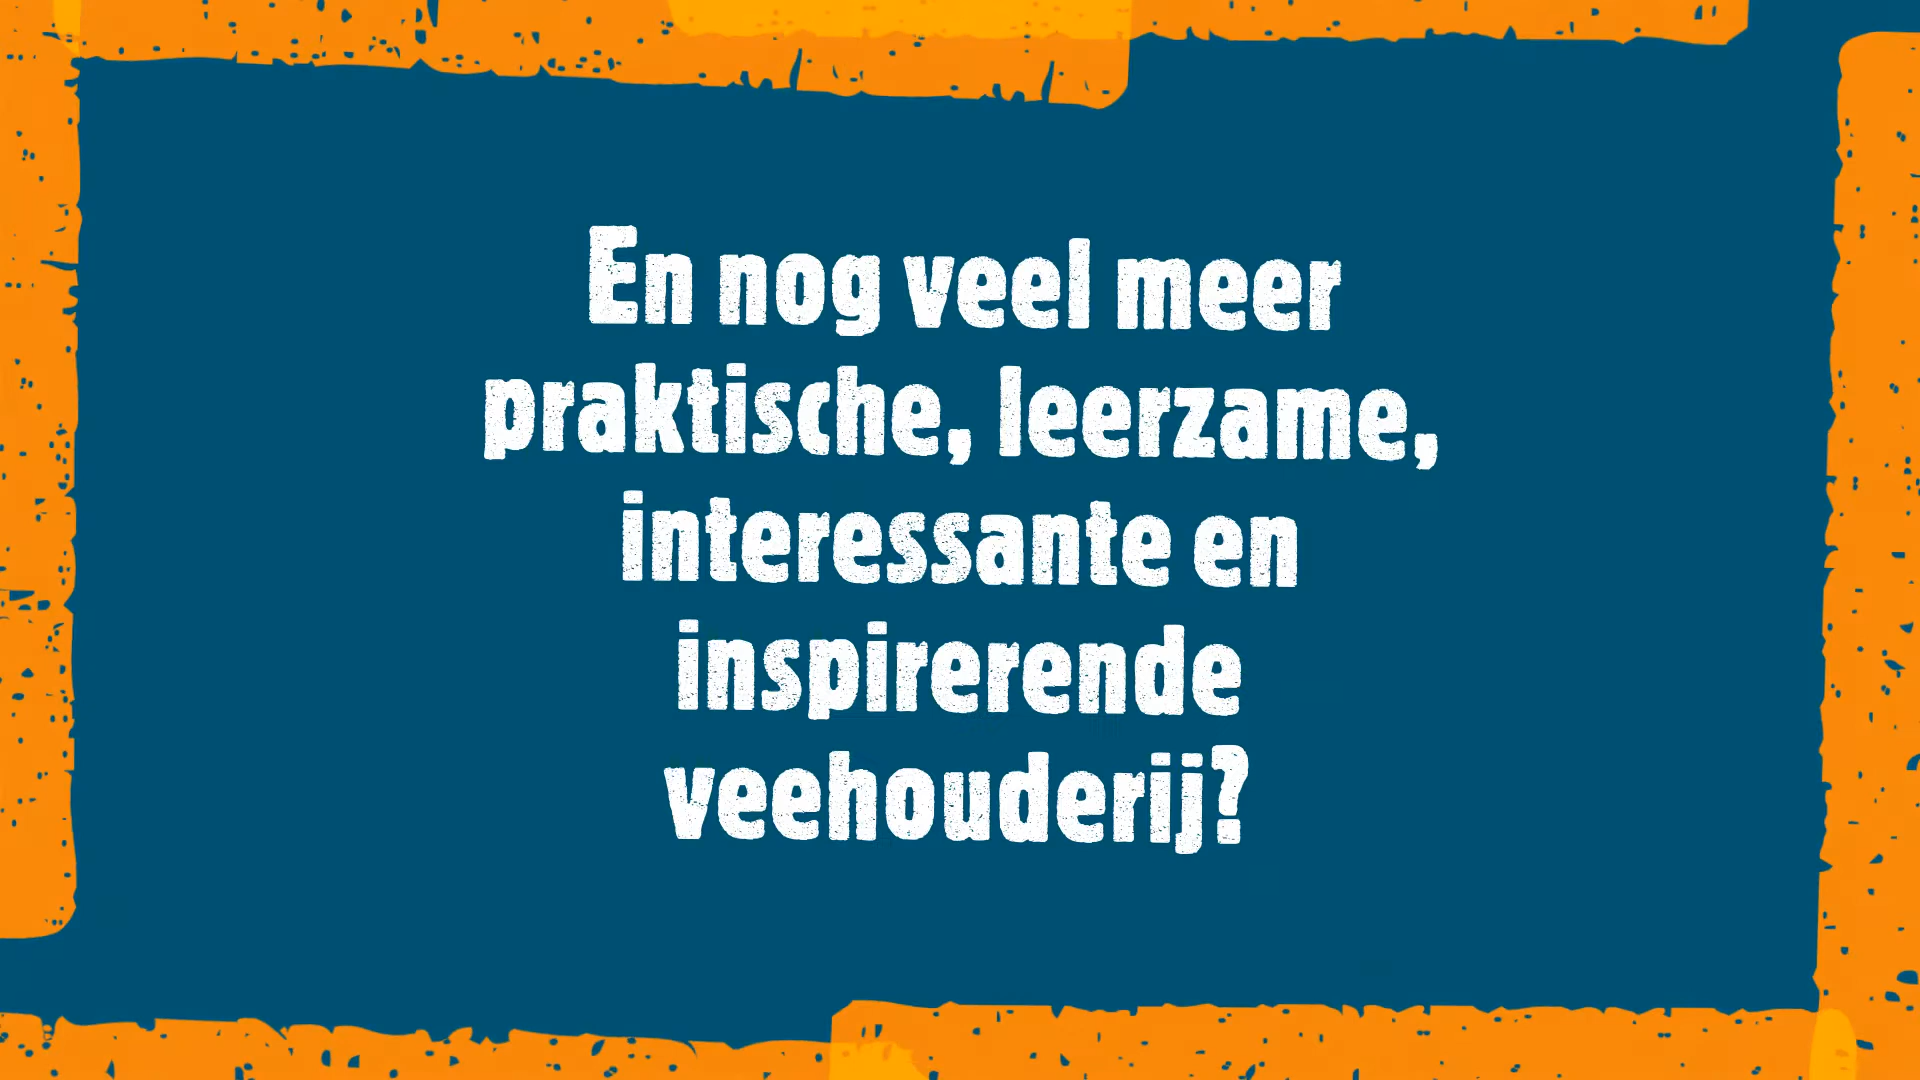 En nog veel meer
praktische, leerzame,
interessante en
inspirerende
veehouderij?